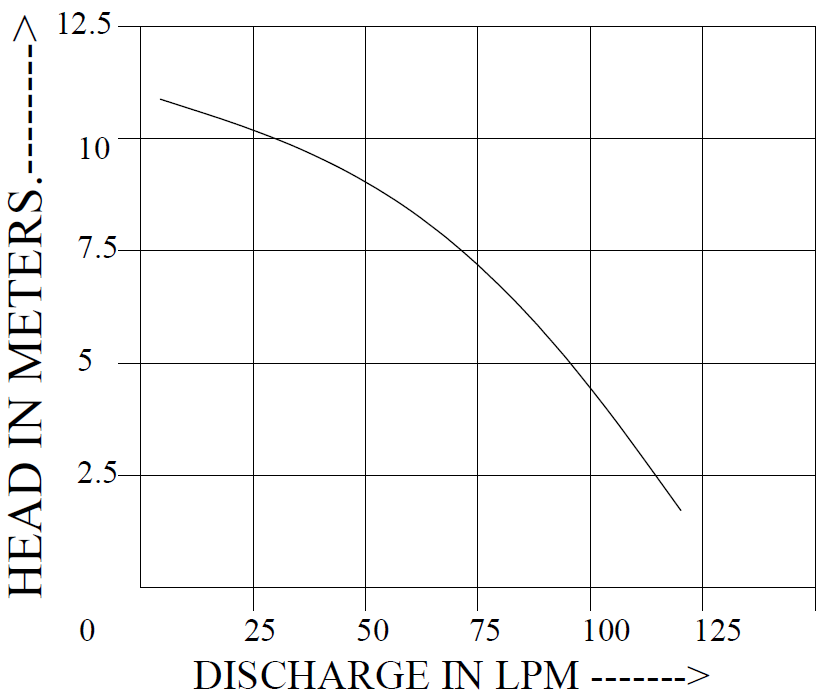 HEAD IN METERS.--------->
12.5
10
7.5
5
2.5
0 25 50 75 100 125
DISCHARGE IN LPM ------->